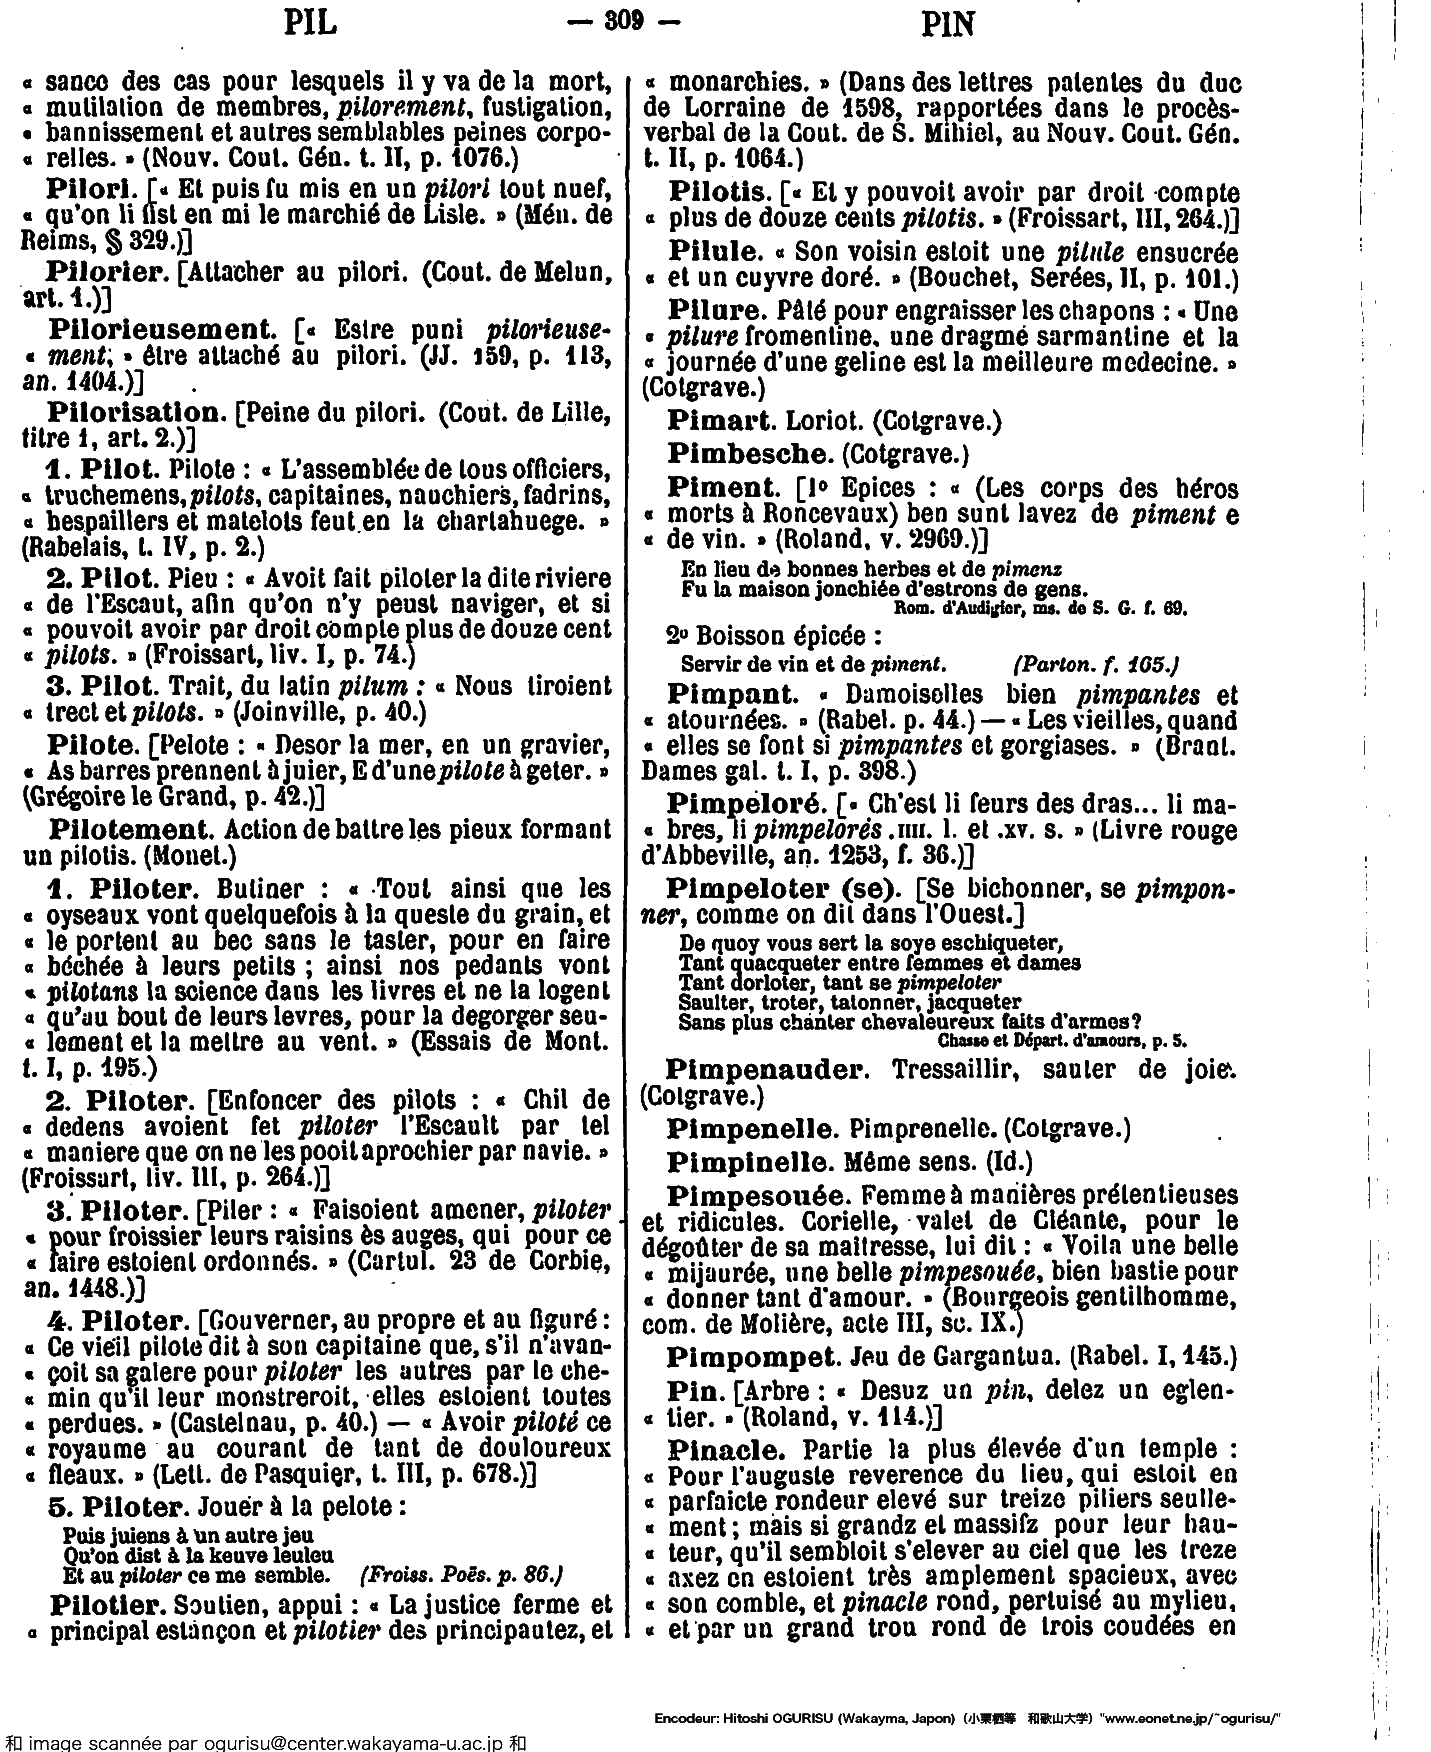 PIL — 309 — PIN
« sance des cas pour lesquels il y va de la mort,
« mutilation de membres, pilorement, fustigation,
« bannissement et autres semblables peines corpo-
« relles. » (Nouv. Cout. Gén. t. II, p. 1076.)
Pilori. [« Et puis fu mis en un pilori tout nuef,
« qu'on li fist en mi le marchié de Lisle. » (Mén. de
Reims, § 329.)]
Pilorier. [Attacher au pilori. (Cout. de Melun,
art. 1.)]
Pilorieusement. [« Estre puni pilorieuse-
« ment; » être attaché au pilori. (JJ. 159, p. 113,
an. 1404.)]
Pilorisation. [Peine du pilori. (Cout. de Lille,
titre 1, art. 2.)]
1. Pilot. Pilote : « L'assemblée de tous officiers,
« truchemens, pilots, capitaines, nauchiers, fadrins,
« hespailliers et matelots feut en la chartahuege. »
(Rabelais, t. IV, p. 2.)
2. Pilot. Pieu : « Avoit fait piloter la dite riviere
« de l'Escaut, afin qu'on n'y peust naviger, et si
« pouvoit avoir par droit compte plus de douze cent
« pilots. » (Froissart, liv. I, p. 74.)
3. Pilot. Trait, du latin pilum : « Nous tiroient
« trect et pilots. » (Joinville, p. 40.)
Pilote. [Pelote : « Desor la mer, en un gravier,
« As barres prennent à juier, E d'une pilote à geter. »
(Grégoire le Grand, p. 42.)]
Pilotement. Action de battre les pieux formant
un pilotis. (Monet.)
1. Piloter. Butiner : « Tout ainsi que les
« oyseaux vont quelquefois à la queste du grain, et
« le portent au bec sans le taster, pour en faire
« béchée à leurs petits ; ainsi nos pedants vont
« pilotans la science dans les livres et ne la logent
« qu'au bout de leurs levres, pour la degorger seu-
« lement et la mettre au vent. » (Essais de Mont.
t. I, p. 195.)
2. Piloter. [Enfoncer des pilots : « Chil de
« dedens avoient fet piloter l'Escault par tel
« maniere que on ne les pooit aprochier par navie. »
(Froissart, liv. III, p. 264.)]
3. Piloter. [Piler : « Faisoient amener, piloter
« pour froissier leurs raisins ès auges, qui pour ce
« faire estoient ordonnés. » (Cartul. 23 de Corbie,
an. 1448.)]
4. Piloter. [Gouverner, au propre et au figuré :
« Ce vieil pilote dit à son capitaine que, s'il n'avan-
« çoit sa galere pour piloter les autres par le che-
« min qu'il leur monstreroit, elles estoient toutes
« perdues. » (Castelnau, p. 40.) — « Avoir piloté ce
« royaume au courant de tant de douloureux
« fleaux. » (Lett. de Pasquier, t. III, p. 678.)]
5. Piloter. Jouer à la pelote :
Puis juiens à un autre jeu
Qu'on dist à la keuve leuleu
Et au piloter ce me semble. (Froiss. Poës. p. 86.)
Pilotier. Soutien, appui : « La justice ferme et
« principal estançon et pilotier des principautez, et
« monarchies. » (Dans des lettres patentes du duc
de Lorraine de 1598, rapportées dans le procès-
verbal de la Cout. de S. Mihiel, au Nouv. Cout. Gén.
t. II, p. 1064.)
Pilotis. [« Et y pouvoit avoir par droit compte
« plus de douze cents pilotis. » (Froissart, III, 264.)]
Pilule. « Son voisin estoit une pilule ensucrée
« et un cuyvre doré. » (Bouchet, Serées, II, p. 101.)
Pilure. Pâté pour engraisser les chapons : « Une
« pilure fromentine, une dragmé sarmantine et la
« journée d'une geline est la meilleure medecine. »
(Cotgrave.)
Pimart. Loriot. (Cotgrave.)
Pimbesche. (Cotgrave.)
Piment. [1º Epices : « (Les corps des héros
« morts à Roncevaux) ben sunt lavez de piment e
« de vin. » (Roland, v. 2969.)]
En lieu de bonnes herbes et de pimenz
Fu la maison jonchiée d'estrons de gens.
Rom. d'Audigier, ms. de S. G. f. 69.
2º Boisson épicée :
Servir de vin et de piment. (Parton. f. 165.)
Pimpant. « Damoiselles bien pimpantes et
« atournées. » (Rabel. p. 44.) — « Les vieilles, quand
« elles se font si pimpantes et gorgiases. » (Brant.
Dames gal. t. I, p. 398.)
Pimpeloré. [« Ch'est li feurs des dras... li ma-
« bres, li pimpelorés .IIII. l. et .XV. s. » (Livre rouge
d'Abbeville, an. 1253, f. 36.)]
Pimpeloter (se). [Se bichonner, se pimpon-
ner, comme on dit dans l'Ouest.]
De quoy vous sert la soye eschiqueter,
Tant quacqueter entre femmes et dames
Tant dorloter, tant se pimpeloter
Saulter, troter, talonner, jacqueter
Sans plus chanter chevaleureux faits d'armes?
Chasse et Départ. d'amours, p. 5.
Pimpenauder. Tressaillir, sauter de joie.
(Cotgrave.)
Pimpenelle. Pimprenelle. (Cotgrave.)
Pimpinelle. Même sens. (Id.)
Pimpesouée. Femme à manières prétentieuses
et ridicules. Corielle, valet de Cléante, pour le
dégoûter de sa maitresse, lui dit : « Voila une belle
« mijaurée, une belle pimpesouée, bien bastie pour
« donner tant d'amour. » (Bourgeois gentilhomme,
com. de Molière, acte III, sc. IX.)
Pimpompet. Jeu de Gargantua. (Rabel. I, 145.)
Pin. [Arbre : « Desuz un pin, delez un eglen-
« tier. » (Roland, v. 114.)]
Pinacle. Partie la plus élevée d'un temple :
« Pour l'auguste reverence du lieu, qui estoit en
« parfaicte rondeur elevé sur treize piliers seulle-
« ment ; mais si grandz et massifz pour leur hau-
« teur, qu'il sembloit s'elever au ciel que les treze
« axez en estoient très amplement spacieux, avec
« son comble, et pinacle rond, pertuisé au mylieu,
« et par un grand trou rond de trois coudées en
Encodeur: Hitoshi OGURISU (Wakayma, Japon) (小栗栖等 和歌山大学) "www.eonet.ne.jp/~ogurisu/"
和 image scannée par ogurisu@center.wakayama-u.ac.jp 和